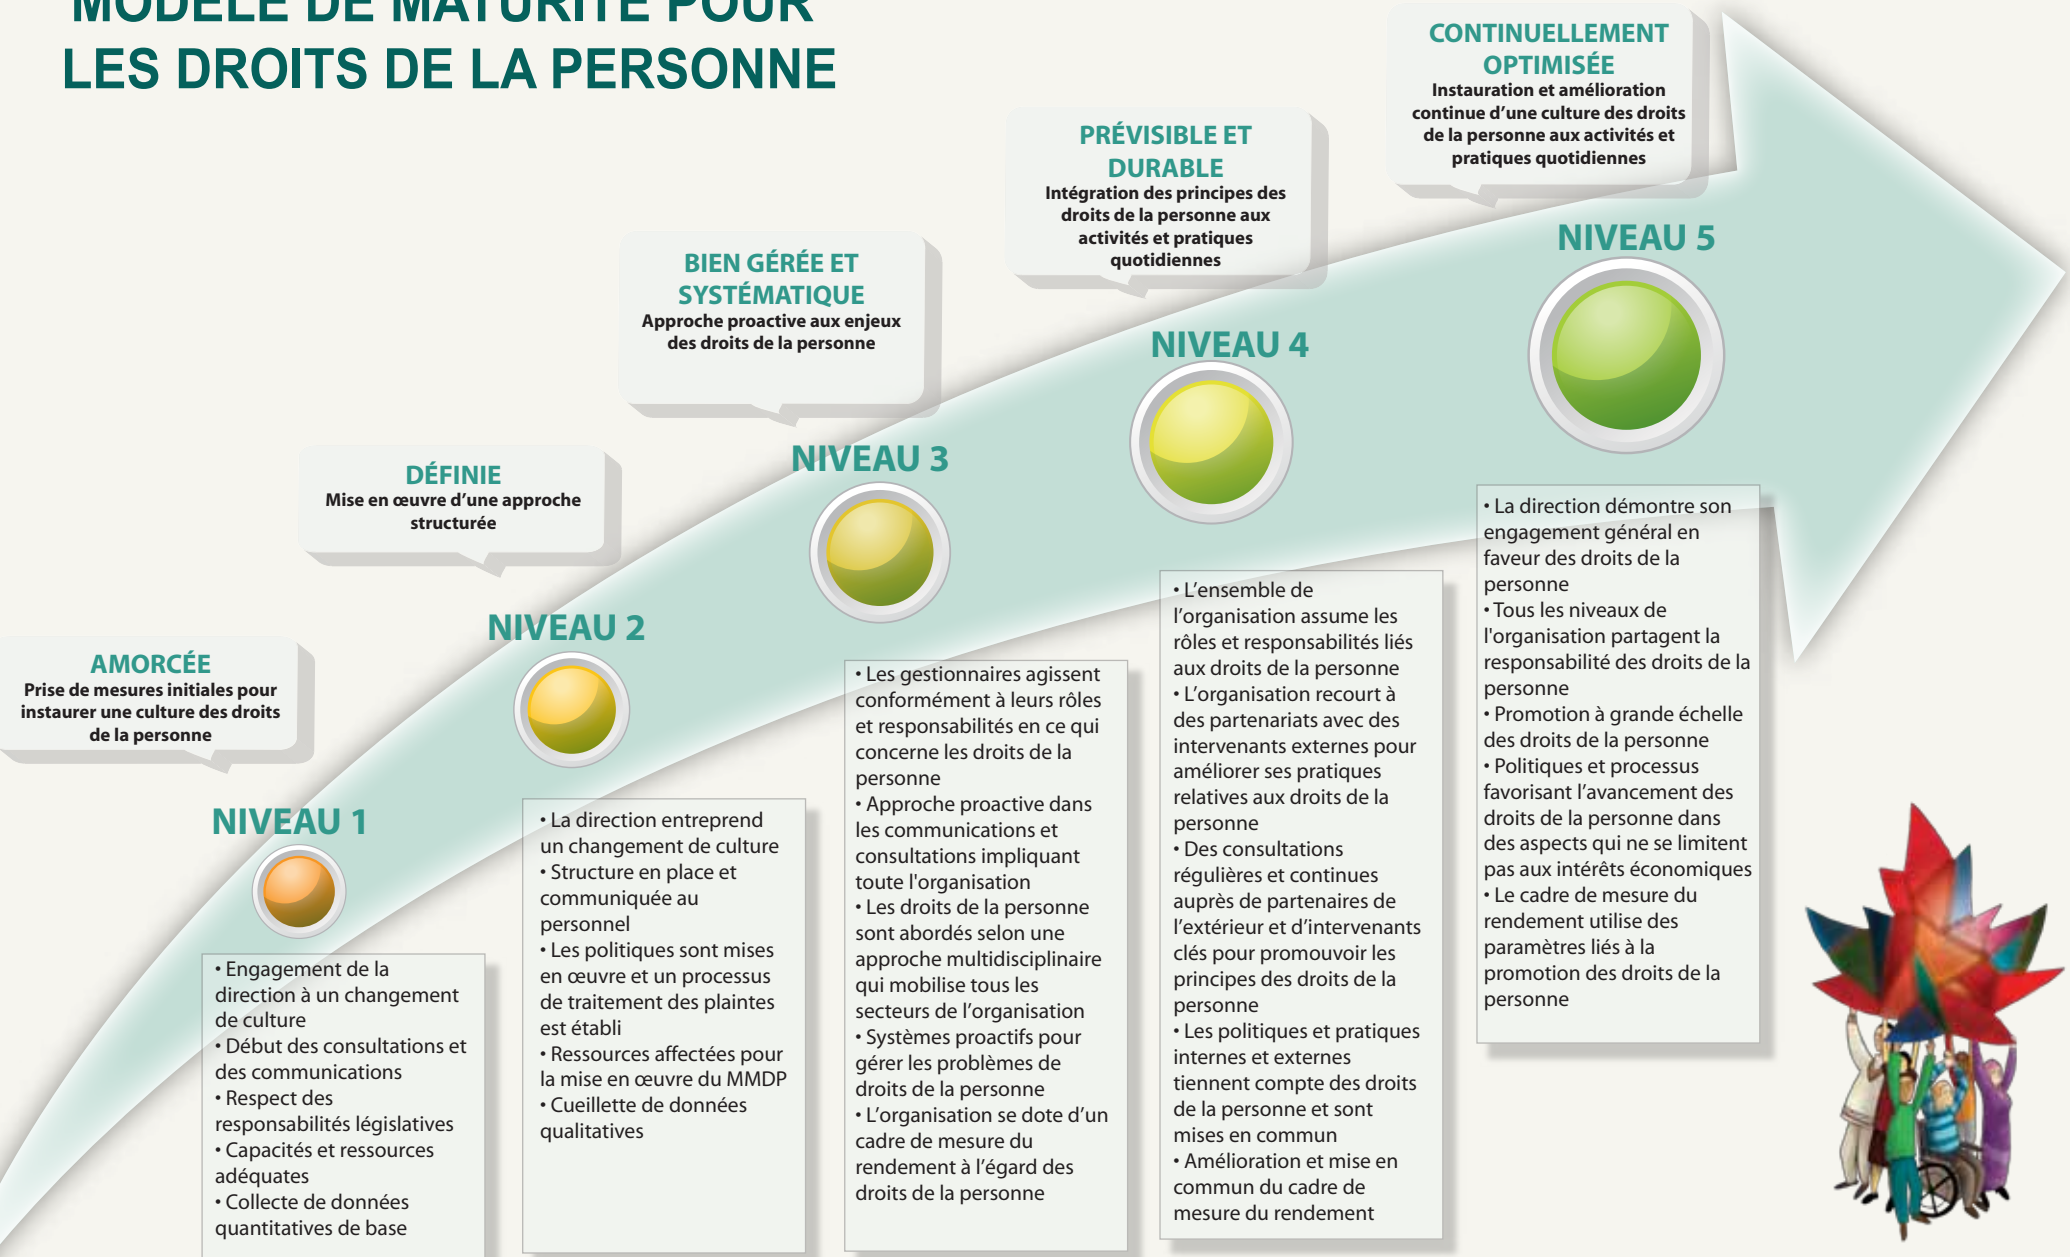 MODÈLE DE MATURITÉ POUR
LES DROITS DE LA PERSONNE
AMORCÉE
Prise de mesures initiales pour
instaurer une culture des droits
de la personne
NIVEAU 1
• Engagement de la
direction à un changement
de culture
• Début des consultations et
des communications
• Respect des
responsabilités législatives
• Capacités et ressources
adéquates
• Collecte de données
quantitatives de base
DÉFINIE
Mise en œuvre d’une approche
structurée
NIVEAU 2
• La direction entreprend
un changement de culture
• Structure en place et
communiquée au
personnel
• Les politiques sont mises
en œuvre et un processus
de traitement des plaintes
est établi
• Ressources affectées pour
la mise en œuvre du MMDP
• Cueillette de données
qualitatives
BIEN GÉRÉE ET
SYSTÉMATIQUE
Approche proactive aux enjeux
des droits de la personne
NIVEAU 3
• Les gestionnaires agissent
conformément à leurs rôles
et responsabilités en ce qui
concerne les droits de la
personne
• Approche proactive dans
les communications et
consultations impliquant
toute l'organisation
• Les droits de la personne
sont abordés selon une
approche multidisciplinaire
qui mobilise tous les
secteurs de l’organisation
• Systèmes proactifs pour
gérer les problèmes de
droits de la personne
• L’organisation se dote d’un
cadre de mesure du
rendement à l’égard des
droits de la personne
PRÉVISIBLE ET
DURABLE
Intégration des principes des
droits de la personne aux
activités et pratiques
quotidiennes
NIVEAU 4
• L’ensemble de
l’organisation assume les
rôles et responsabilités liés
aux droits de la personne
• L’organisation recourt à
des partenariats avec des
intervenants externes pour
améliorer ses pratiques
relatives aux droits de la
personne
• Des consultations
régulières et continues
auprès de partenaires de
l’extérieur et d’intervenants
clés pour promouvoir les
principes des droits de la
personne
• Les politiques et pratiques
internes et externes
tiennent compte des droits
de la personne et sont
mises en commun
• Amélioration et mise en
commun du cadre de
mesure du rendement
CONTINUELLEMENT
OPTIMISÉE
Instauration et amélioration
continue d’une culture des droits
de la personne aux activités et
pratiques quotidiennes
NIVEAU 5
• La direction démontre son
engagement général en
faveur des droits de la
personne
• Tous les niveaux de
l'organisation partagent la
responsabilité des droits de la
personne
• Promotion à grande échelle
des droits de la personne
• Politiques et processus
favorisant l’avancement des
droits de la personne dans
des aspects qui ne se limitent
pas aux intérêts économiques
• Le cadre de mesure du
rendement utilise des
paramètres liés à la
promotion des droits de la
personne